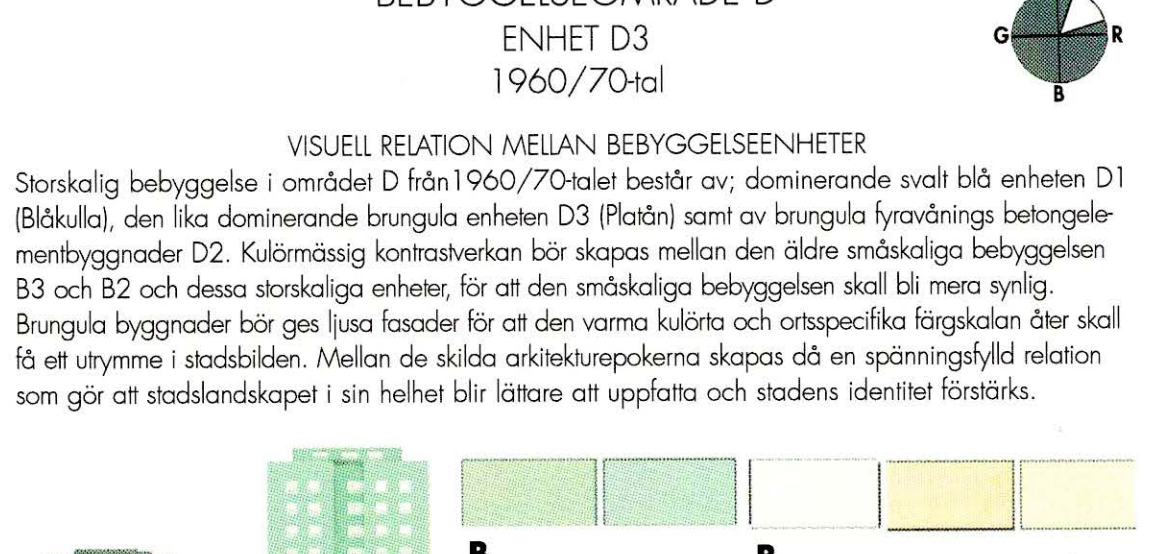 BEBYGGELSEOMRÅDE D
ENHET D3
1960/70-tal
G
R
B
VISUELL RELATION MELLAN BEBYGGELSEENHETER
Storskalig bebyggelse i området D från1960/70-talet består av; dominerande svalt blå enheten D1
(Blåkulla), den lika dominerande brungula enheten D3 (Platån) samt av brungula fyravånings betongele-
mentbyggnader D2. Kulörmässig kontrastverkan bör skapas mellan den äldre småskaliga bebyggelsen
B3 och B2 och dessa storskaliga enheter, för att den småskaliga bebyggelsen skall bli mera synlig.
Brungula byggnader bör ges ljusa fasader för att den varma kulörta och ortsspecifika färgskalan åter skall
få ett utrymme i stadsbilden. Mellan de skilda arkitekturepokerna skapas då en spänningsfylld relation
som gör att stadslandskapet i sin helhet blir lättare att uppfatta och stadens identitet förstärks.